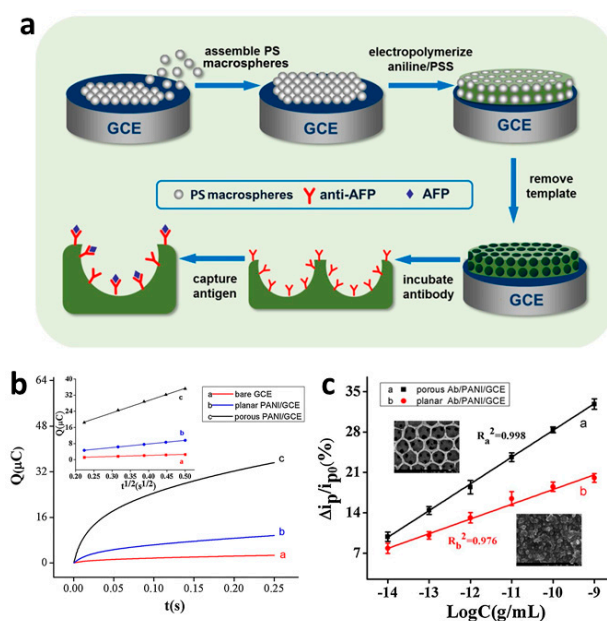 a
assemble PS
macrospheres
electropolymerize
aniline/PSS
GCE
GCE
GCE
remove
template
PS macrospheres anti-AFP AFP
capture
antigen
incubate
antibody
GCE
b
64
48
32
16
0
Q(μC)
0.00 0.05 0.10 0.15 0.20 0.25
t(s)
40
28
16
4
Q(μC)
0.20 0.25 0.30 0.35 0.40 0.45 0.50
t1/2(s1/2)
c
b
a
a bare GCE
b planar PANI/GCE
c porous PANI/GCE
c
b
a
c
35
28
21
14
7
Δip/ip0(%)
-14 -13 -12 -11 -10 -9
LogC(g/mL)
a porous Ab/PANI/GCE
b planar Ab/PANI/GCE
Ra2=0.998
a
b
Rb2=0.976